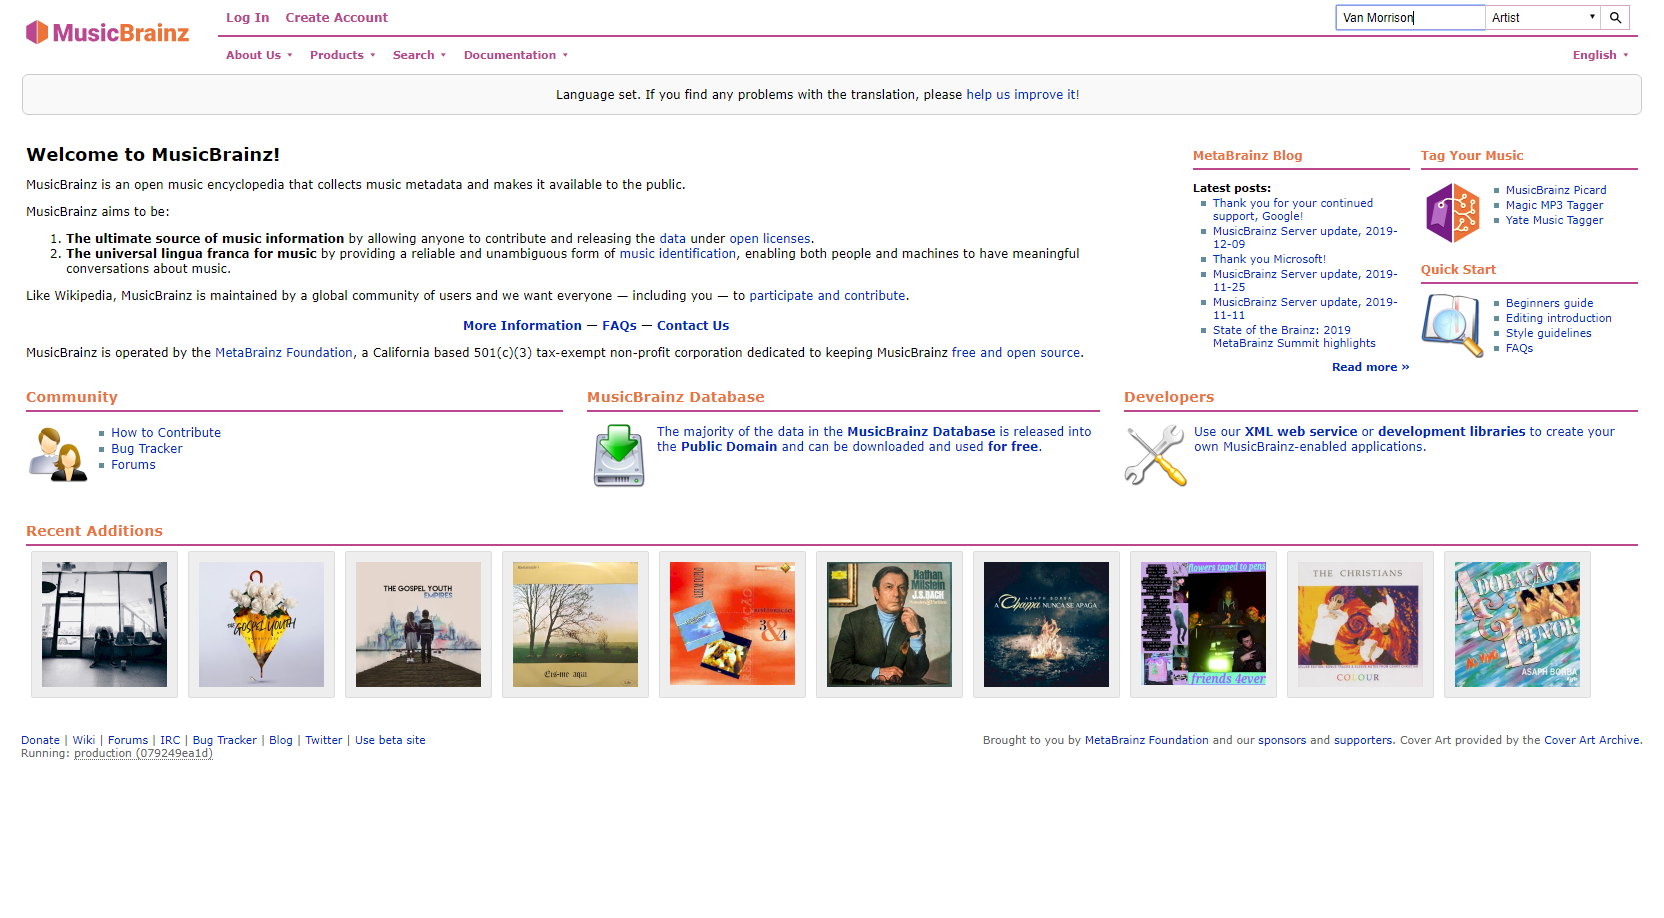 MusicBrainz
Log In Create Account
Van Morrison Artist
About Us Products Search Documentation English
Language set. If you find any problems with the translation, please help us improve it!
Welcome to MusicBrainz!
MusicBrainz is an open music encyclopedia that collects music metadata and makes it available to the public.
MusicBrainz aims to be:
1. The ultimate source of music information by allowing anyone to contribute and releasing the data under open licenses.
2. The universal lingua franca for music by providing a reliable and unambiguous form of music identification, enabling both people and machines to have meaningful
conversations about music.
Like Wikipedia, MusicBrainz is maintained by a global community of users and we want everyone — including you — to participate and contribute.
More Information — FAQs — Contact Us
MusicBrainz is operated by the MetaBrainz Foundation, a California based 501(c)(3) tax-exempt non-profit corporation dedicated to keeping MusicBrainz free and open source.
MetaBrainz Blog
Latest posts:
Thank you for your continued
support, Google!
MusicBrainz Server update, 2019-
12-09
Thank you Microsoft!
MusicBrainz Server update, 2019-
11-25
MusicBrainz Server update, 2019-
11-11
State of the Brainz: 2019
MetaBrainz Summit highlights
Read more »
Tag Your Music
MusicBrainz Picard
Magic MP3 Tagger
Yate Music Tagger
Quick Start
Beginners guide
Editing introduction
Style guidelines
FAQs
Community
How to Contribute
Bug Tracker
Forums
MusicBrainz Database
The majority of the data in the MusicBrainz Database is released into
the Public Domain and can be downloaded and used for free.
Developers
Use our XML web service or development libraries to create your
own MusicBrainz-enabled applications.
Recent Additions
THE GOSPEL YOUTH
THE GOSPEL YOUTH
EMPIRES
Eis-me aqui
3&4
Nathan
Milstein
J.S.BACH
ASAPH BORBA
A Chama NUNCA SE APAGA
flowers taped to pens
friends 4ever
THE CHRISTIANS
COLOUR
ADORAÇÃO
AO VIVO
ASAPH BORBA
Donate | Wiki | Forums | IRC | Bug Tracker | Blog | Twitter | Use beta site
Running: production (079249ea1d)
Brought to you by MetaBrainz Foundation and our sponsors and supporters. Cover Art provided by the Cover Art Archive.